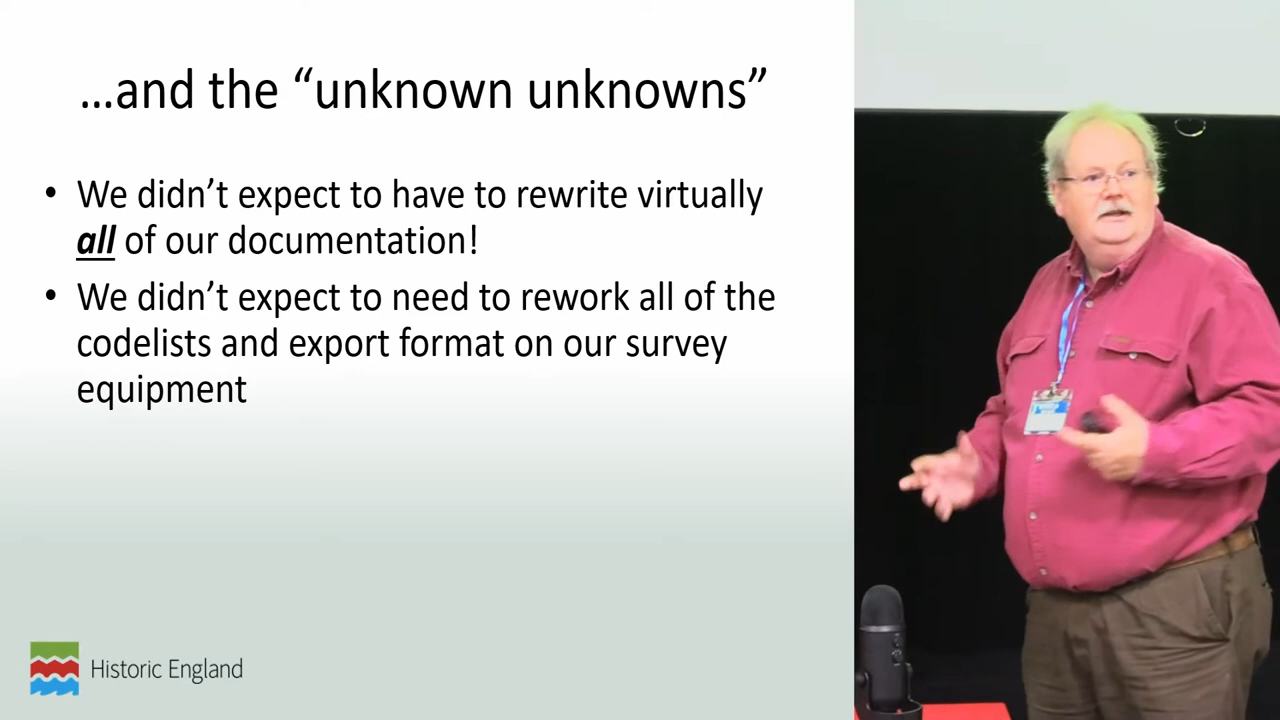 …and the “unknown unknowns”
• We didn’t expect to have to rewrite virtually
all of our documentation!
• We didn’t expect to need to rework all of the
codelists and export format on our survey
equipment
Historic England